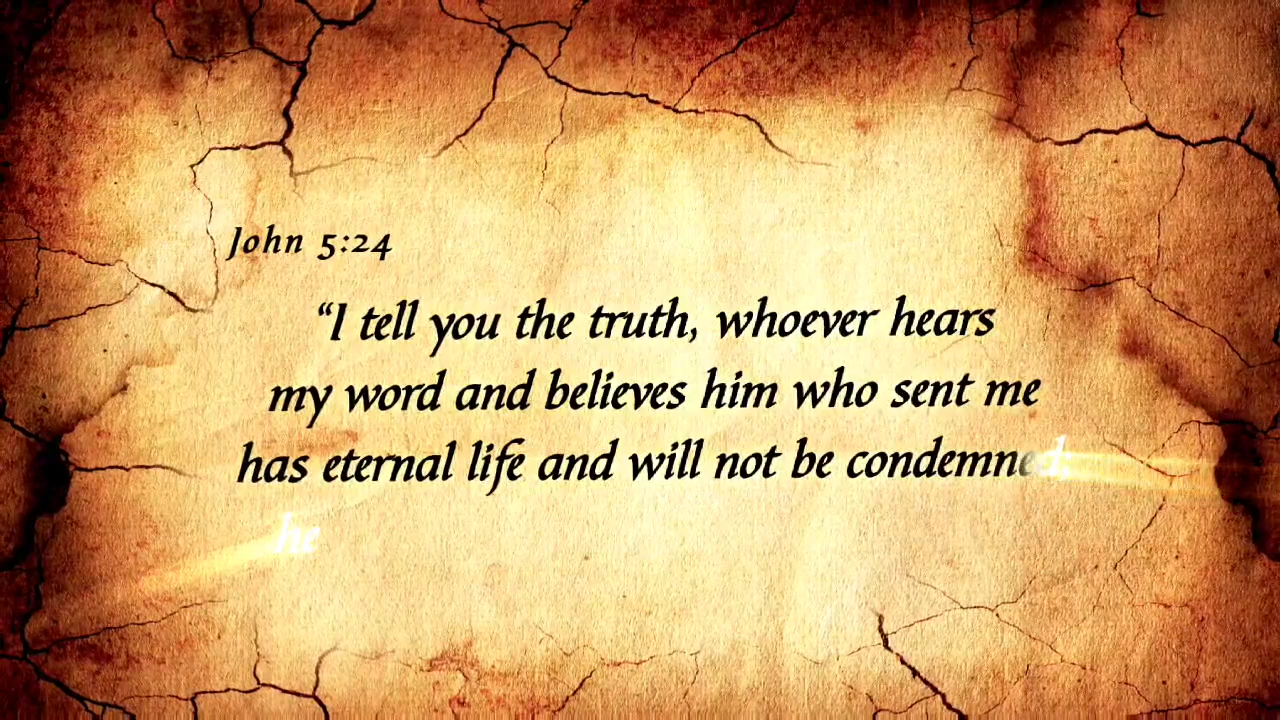 John 5:24
“I tell you the truth, whoever hears
my word and believes him who sent me
has eternal life and will not be condemned;
he